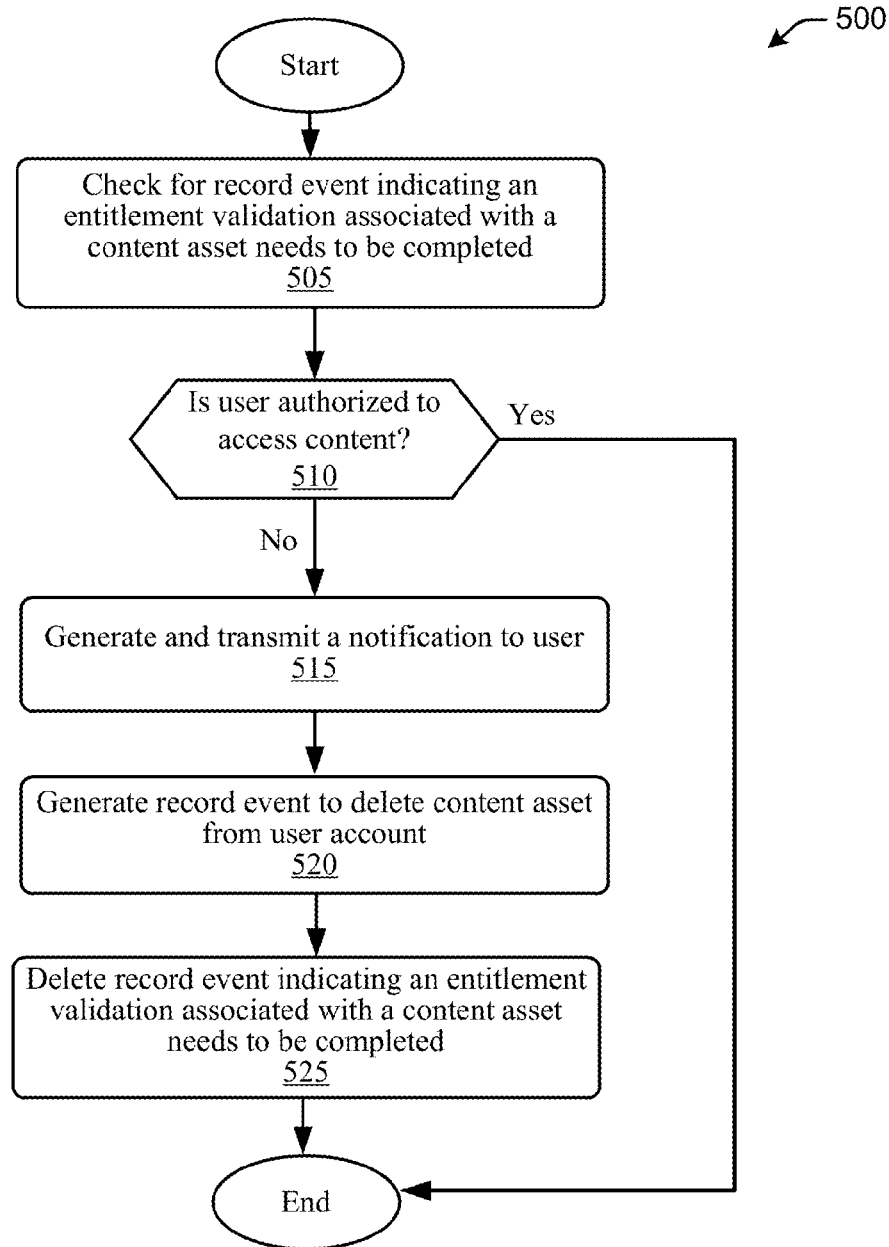 500
Start
Check for record event indicating an
entitlement validation associated with a
content asset needs to be completed
505
Is user authorized to
access content?
510
Yes
No
Generate and transmit a notification to user
515
Generate record event to delete content asset
from user account
520
Delete record event indicating an entitlement
validation associated with a content asset
needs to be completed
525
End